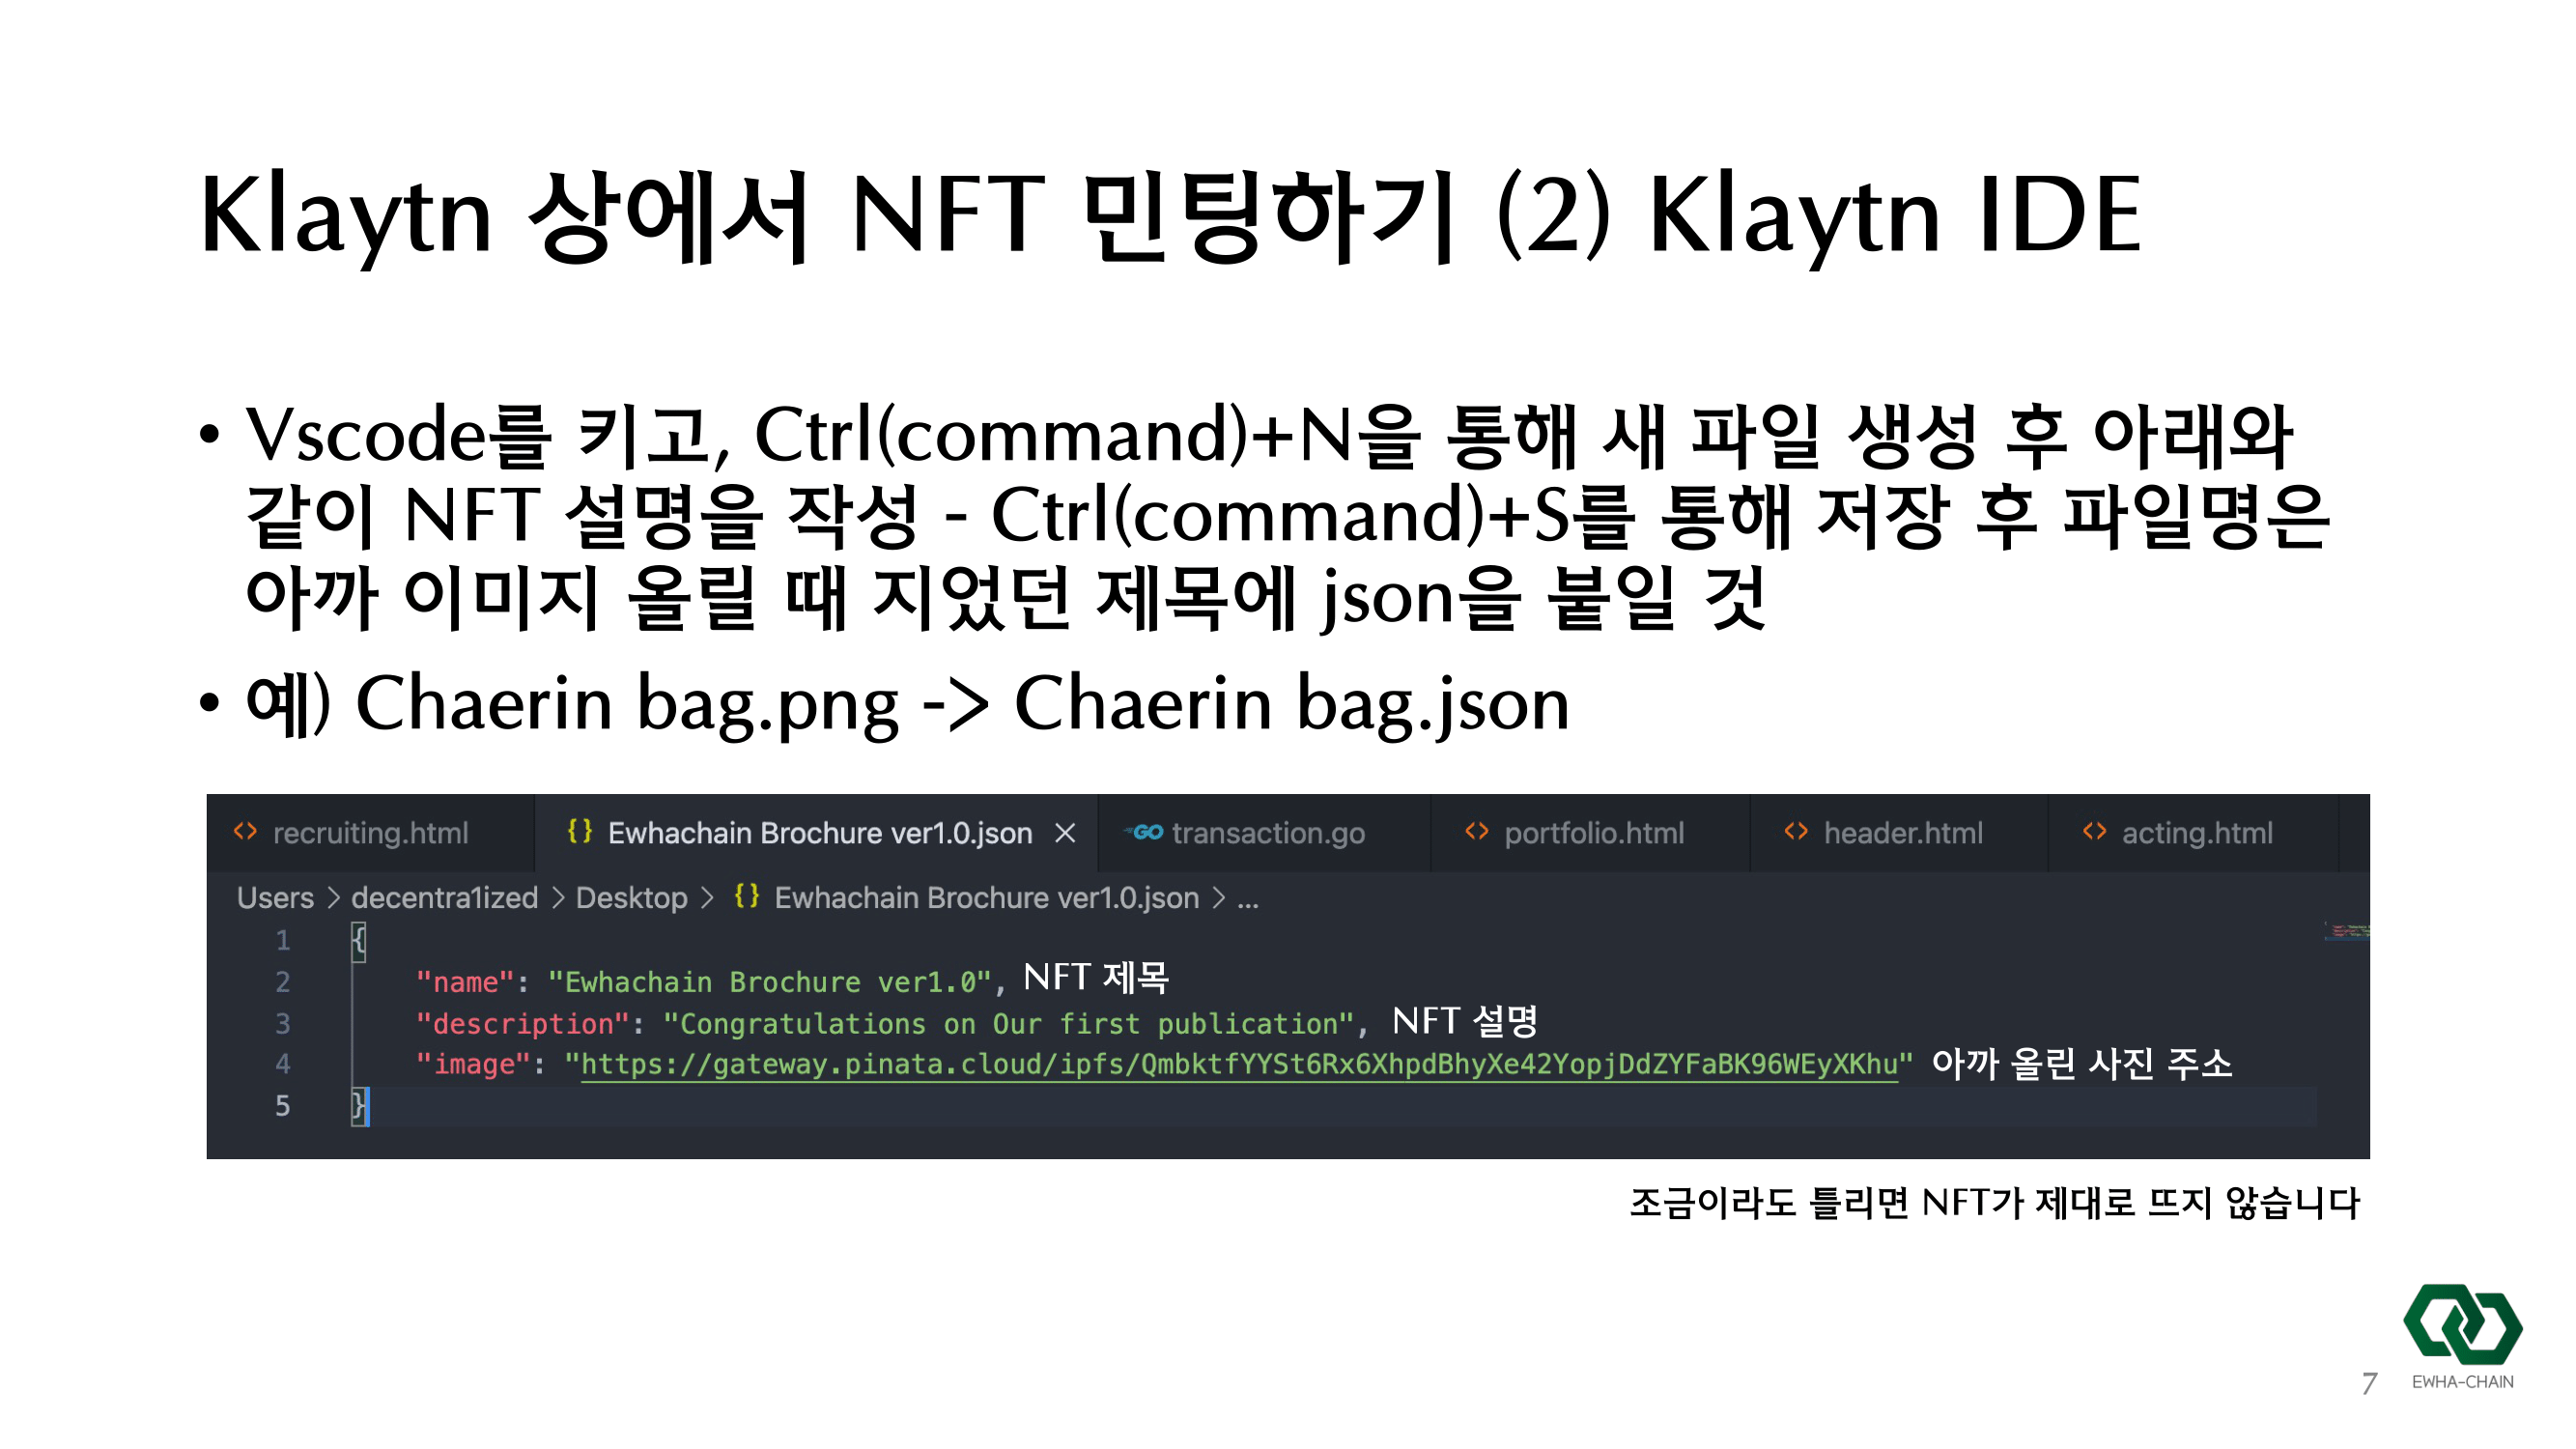 Klaytn 상에서 NFT 민팅하기 (2) Klaytn IDE
• Vscode를 키고, Ctrl(command)+N을 통해 새 파일 생성 후 아래와
같이 NFT 설명을 작성 - Ctrl(command)+S를 통해 저장 후 파일명은
아까 이미지 올릴 때 지었던 제목에 json을 붙일 것
• 예) Chaerin bag.png -> Chaerin bag.json
<> recruiting.html {} Ewhachain Brochure ver1.0.json × GO transaction.go <> portfolio.html <> header.html <> acting.html
Users > decentra1ized > Desktop > {} Ewhachain Brochure ver1.0.json > ...
1 {
2 "name": "Ewhachain Brochure ver1.0", NFT 제목
3 "description": "Congratulations on Our first publication", NFT 설명
4 "image": "https://gateway.pinata.cloud/ipfs/QmbktfYYSt6Rx6XhpdBhyXe42YopjDdZYFaBK96WEyXKhu" 아까 올린 사진 주소
5 }
조금이라도 틀리면 NFT가 제대로 뜨지 않습니다
7
EWHA-CHAIN